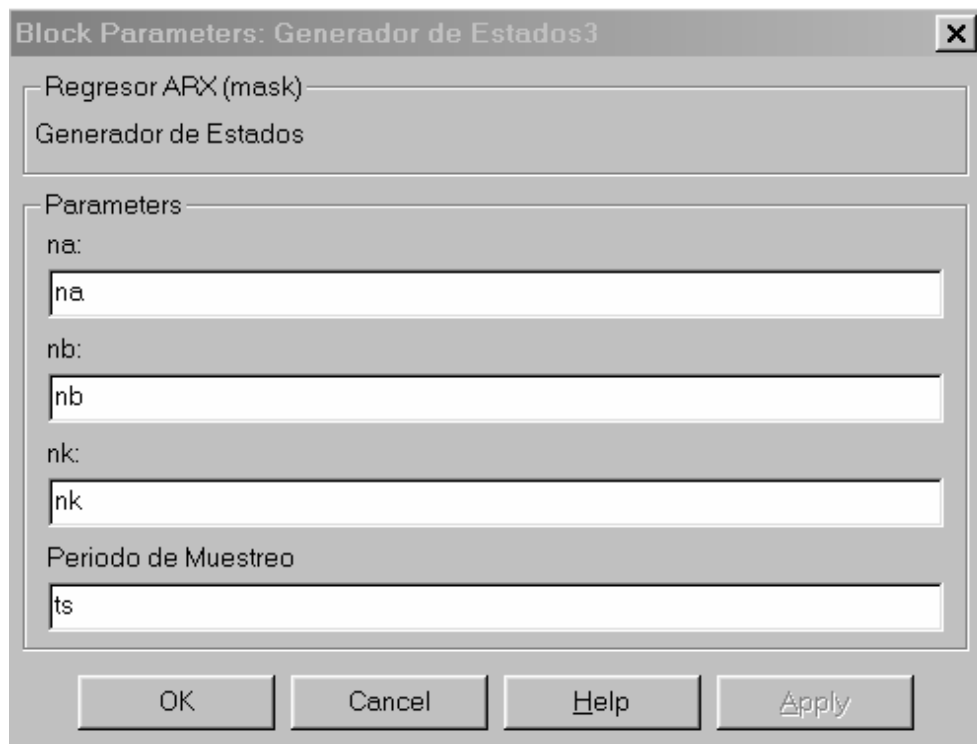 Block Parameters: Generador de Estados3
Regresor ARX (mask)
Generador de Estados
Parameters
na:
na
nb:
nb
nk:
nk
Periodo de Muestreo
ts
OK Cancel Help Apply